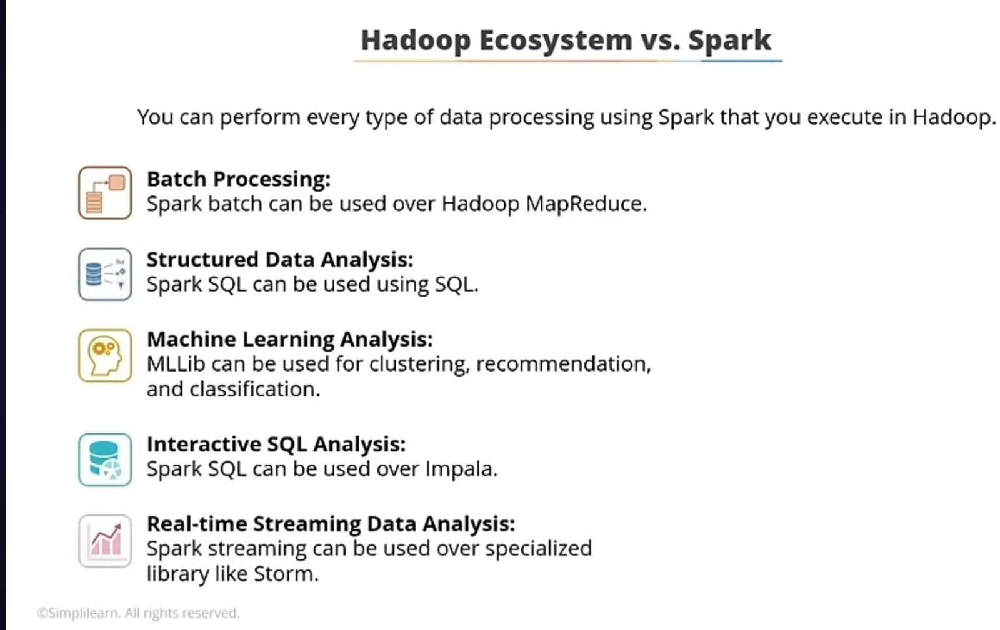 Hadoop Ecosystem vs. Spark
You can perform every type of data processing using Spark that you execute in Hadoop.
Batch Processing:
Spark batch can be used over Hadoop MapReduce.
Structured Data Analysis:
Spark SQL can be used using SQL.
Machine Learning Analysis:
MLLib can be used for clustering, recommendation,
and classification.
Interactive SQL Analysis:
Spark SQL can be used over Impala.
Real-time Streaming Data Analysis:
Spark streaming can be used over specialized
library like Storm.
©Simplilearn. All rights reserved.